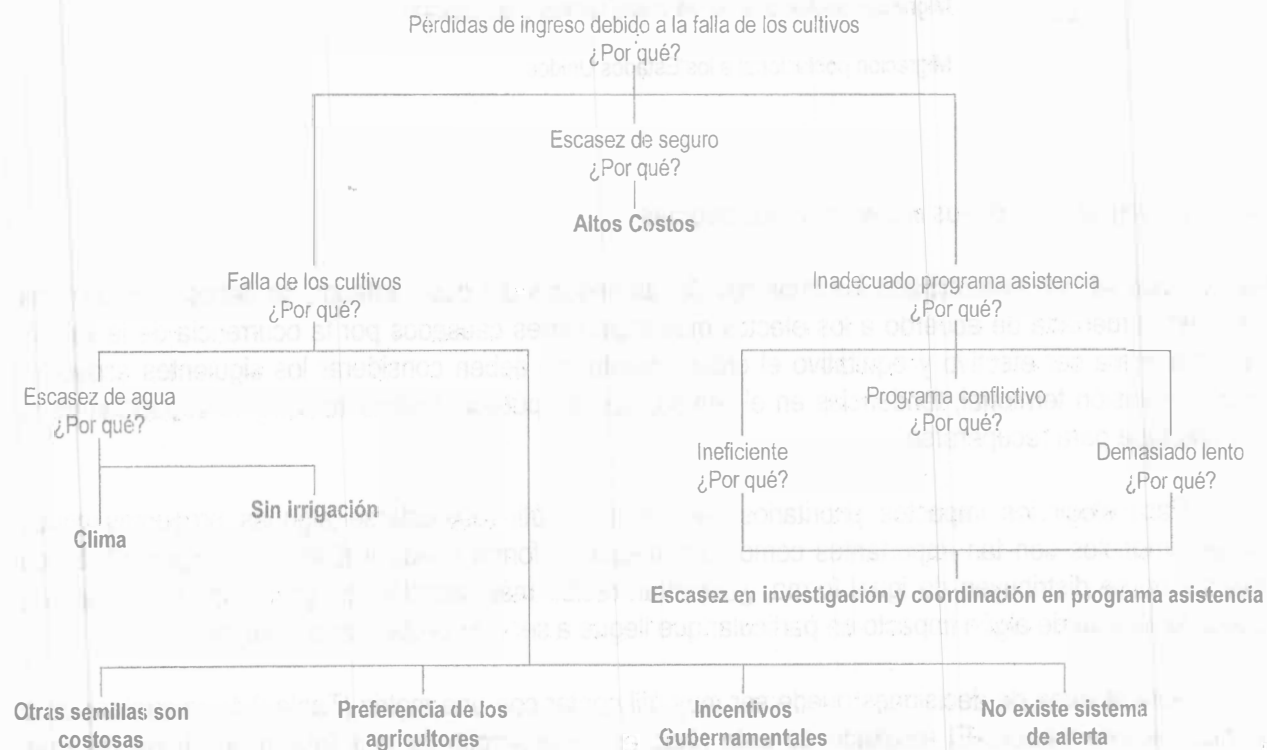 Pérdidas de ingreso debido a la falla de los cultivos
¿Por qué?
Escasez de seguro
¿Por qué?
Altos Costos
Falla de los cultivos
¿Por qué?
Inadecuado programa asistencia
¿Por qué?
Escasez de agua
¿Por qué?
Programa conflictivo
¿Por qué?
Ineficiente
¿Por qué?
Demasiado lento
¿Por qué?
Sin irrigación
Clima
Escasez en investigación y coordinación en programa asistencia
Otras semillas son
costosas
Preferencia de los
agricultores
Incentivos
Gubernamentales
No existe sistema
de alerta